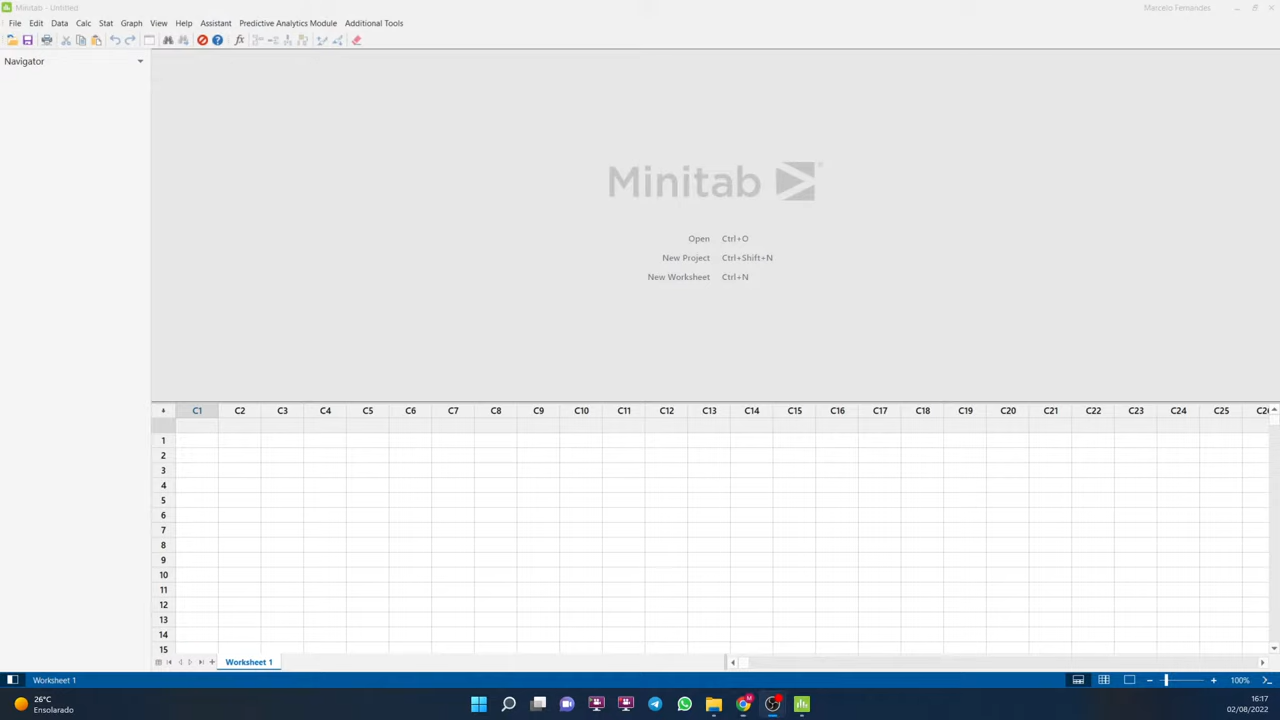 Minitab - Untitled
Marcelo Fernandes
File Edit Data Calc Stat Graph View Help Assistant Predictive Analytics Module Additional Tools
fx
Navigator
Minitab
Open Ctrl+O
New Project Ctrl+Shift+N
New Worksheet Ctrl+N
C1 C2 C3 C4 C5 C6 C7 C8 C9 C10 C11 C12 C13 C14 C15 C16 C17 C18 C19 C20 C21 C22 C23 C24 C25 C26
1
2
3
4
5
6
7
8
9
10
11
12
13
14
15
Worksheet 1
Worksheet 1
100%
26°C
Ensolarado
16:17
02/08/2022